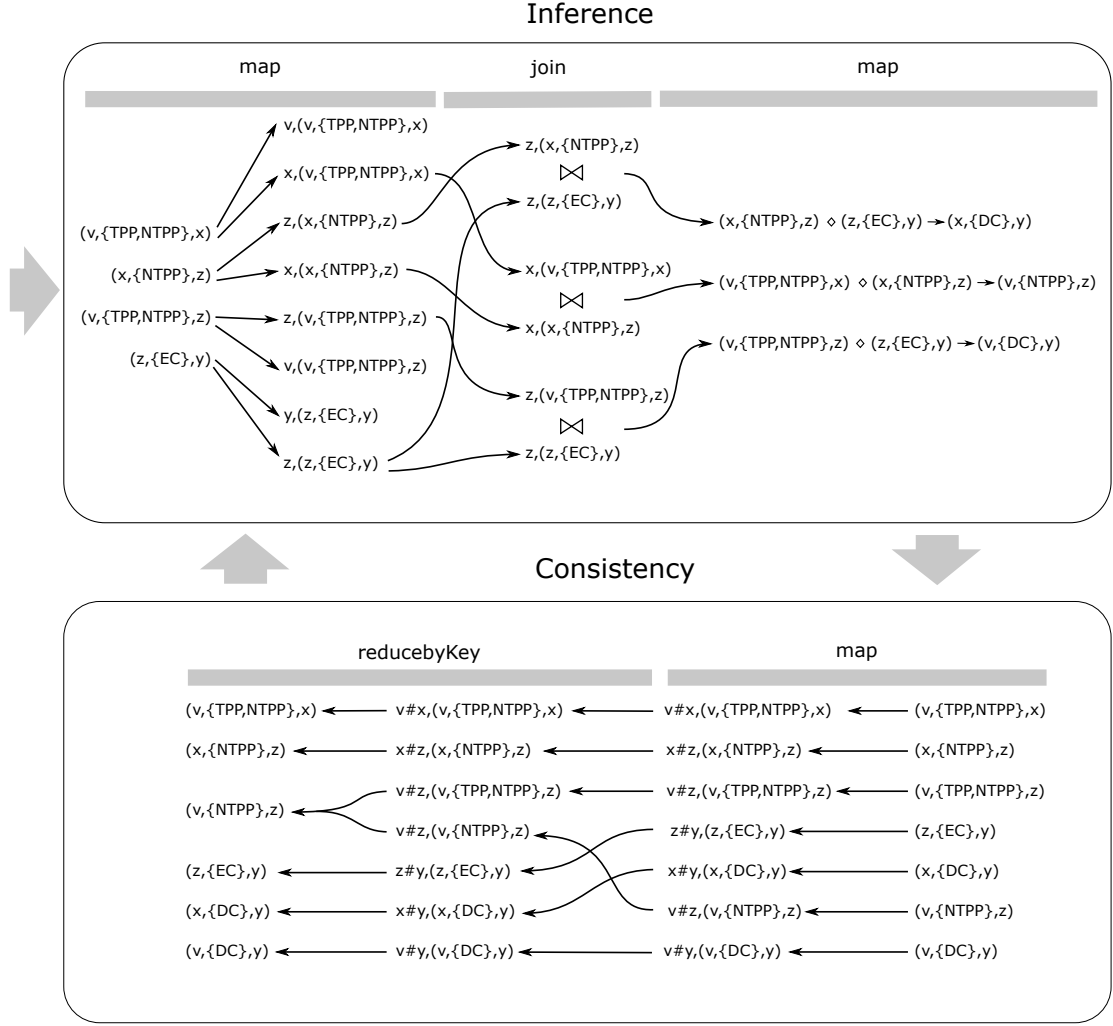 Inference
map
join
map
v,(v,{TPP,NTPP},x)
x,(v,{TPP,NTPP},x)
(v,{TPP,NTPP},x)
z,(x,{NTPP},z)
(x,{NTPP},z)
x,(x,{NTPP},z)
(v,{TPP,NTPP},z)
z,(v,{TPP,NTPP},z)
(z,{EC},y)
v,(v,{TPP,NTPP},z)
y,(z,{EC},y)
z,(z,{EC},y)
z,(x,{NTPP},z)
⋈
z,(z,{EC},y)
x,(v,{TPP,NTPP},x)
⋈
x,(x,{NTPP},z)
z,(v,{TPP,NTPP},z)
⋈
z,(z,{EC},y)
(x,{NTPP},z) ⋄ (z,{EC},y) → (x,{DC},y)
(v,{TPP,NTPP},x) ⋄ (x,{NTPP},z) → (v,{NTPP},z)
(v,{TPP,NTPP},z) ⋄ (z,{EC},y) → (v,{DC},y)
Consistency
reducebyKey
map
(v,{TPP,NTPP},x) v#x,(v,{TPP,NTPP},x) v#x,(v,{TPP,NTPP},x) (v,{TPP,NTPP},x)
(x,{NTPP},z) x#z,(x,{NTPP},z) x#z,(x,{NTPP},z) (x,{NTPP},z)
v#z,(v,{TPP,NTPP},z) v#z,(v,{TPP,NTPP},z) (v,{TPP,NTPP},z)
(v,{NTPP},z)
v#z,(v,{NTPP},z) z#y,(z,{EC},y) (z,{EC},y)
(z,{EC},y) z#y,(z,{EC},y) x#y,(x,{DC},y) (x,{DC},y)
(x,{DC},y) x#y,(x,{DC},y) v#z,(v,{NTPP},z) (v,{NTPP},z)
(v,{DC},y) v#y,(v,{DC},y) v#y,(v,{DC},y) (v,{DC},y)